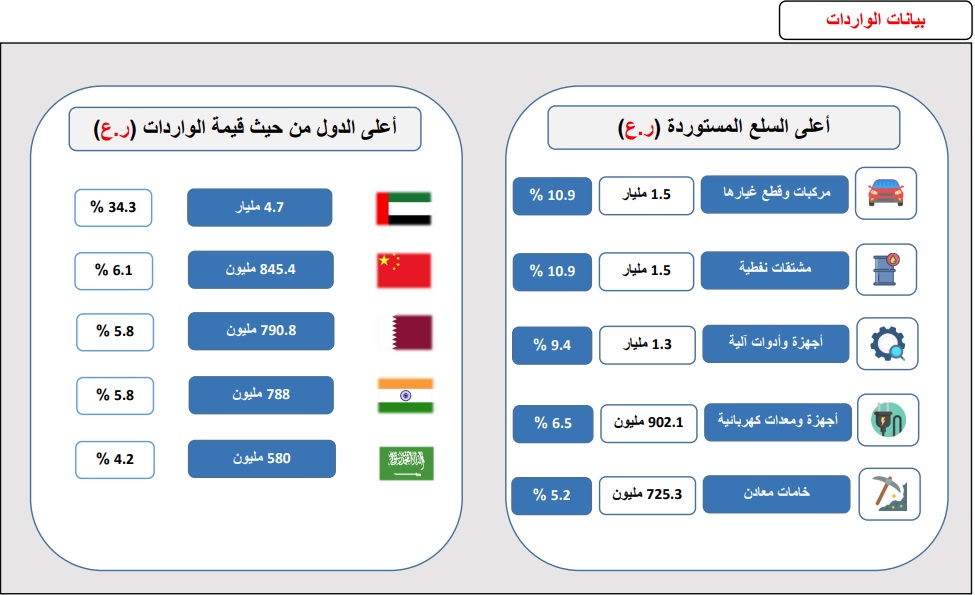 بيانات الواردات
أعلى السلع المستوردة (ر.ع)
مركبات وقطع غيارها 1.5 مليار 10.9 %
مشتقات نفطية 1.5 مليار 10.9 %
أجهزة وأدوات آلية 1.3 مليار 9.4 %
أجهزة ومعدات كهربائية 902.1 مليون 6.5 %
خامات معادن 725.3 مليون 5.2 %
أعلى الدول من حيث قيمة الواردات (ر.ع)
4.7 مليار 34.3 %
845.4 مليون 6.1 %
790.8 مليون 5.8 %
788 مليون 5.8 %
580 مليون 4.2 %